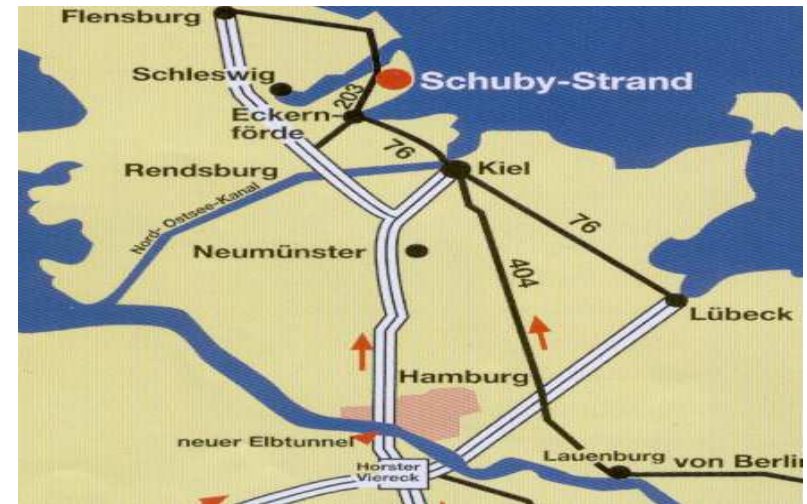 Flensburg
Schleswig
Schuby-Strand
203
Eckern-
förde
76
Rendsburg
Kiel
Nord-Ostsee-Kanal
76
Neumünster
404
Lübeck
Hamburg
neuer Elbtunnel
Horster
Viereck
Lauenburg
von Berlin